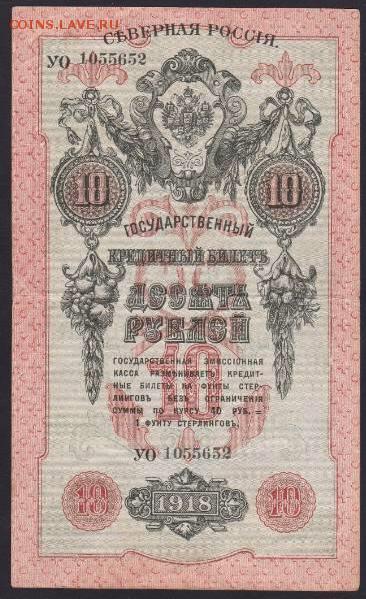 COINS.LAVE.RU
СѢВЕРНАЯ РОССІЯ.
УО 1055652
10 10
ГОСУДАРСТВЕННЫЙ
КРЕДИТНЫЙ БИЛЕТЪ
ДЕСЯТЬ
РУБЛЕЙ
10
ГОСУДАРСТВЕННАЯ ЭМИССІОННАЯ
КАССА РАЗМѢНИВАЕТЪ КРЕДИТ-
НЫЕ БИЛЕТЫ НА ФУНТЫ СТЕР-
ЛИНГОВЪ БЕЗЪ ОГРАНИЧЕНІЯ
СУММЫ ПО КУРСУ 40 РУБ. =
1 ФУНТУ СТЕРЛИНГОВЪ.
УО 1055652
10 1918 10